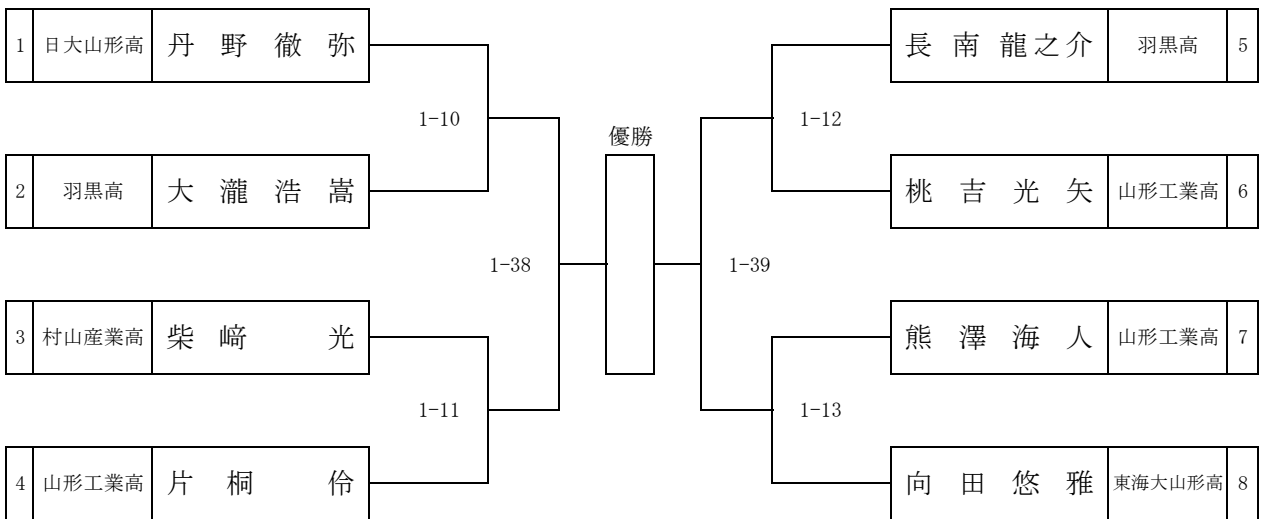 1 日大山形高 丹野徹弥
1-10
2 羽黒高 大瀧浩嵩
1-38
3 村山産業高 柴﨑光
1-11
4 山形工業高 片桐伶
優勝
長南龍之介 羽黒高 5
1-12
桃吉光矢 山形工業高 6
1-39
熊澤海人 山形工業高 7
1-13
向田悠雅 東海大山形高 8